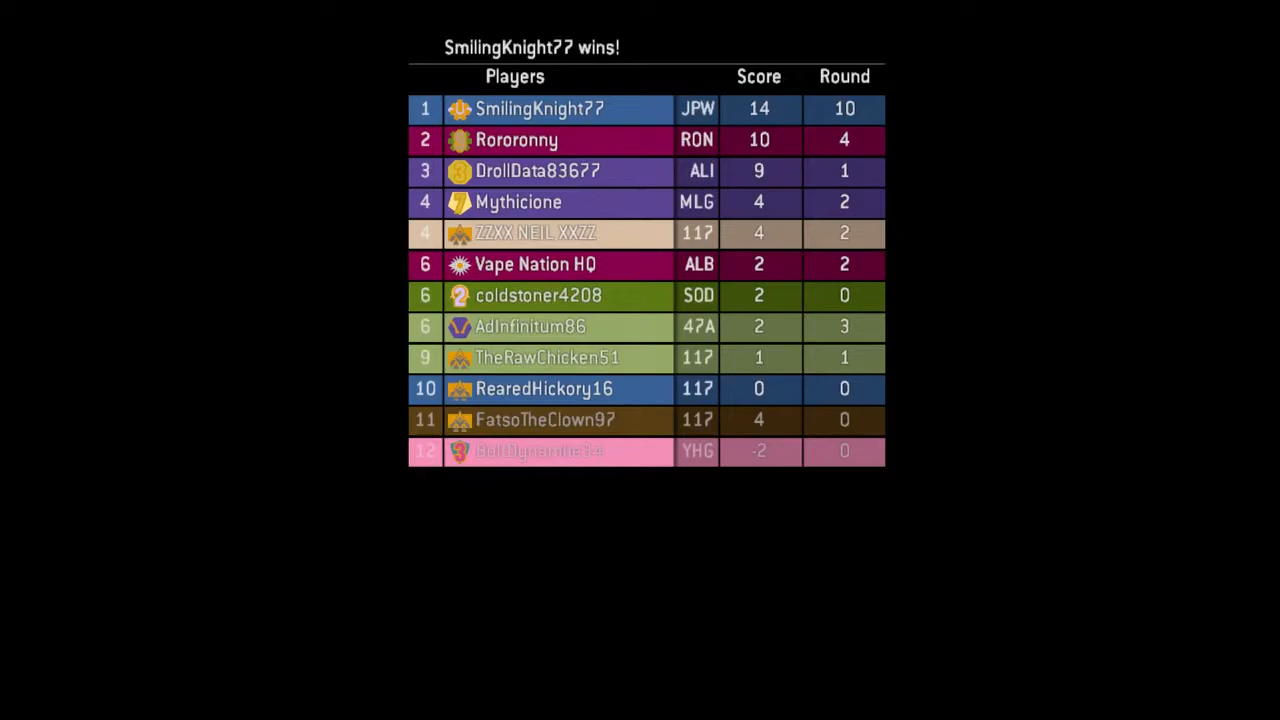 SmilingKnight77 wins!
Players Score Round
1 SmilingKnight77 JPW 14 10
2 Rororonny RON 10 4
3 DrollData83677 ALI 9 1
4 Mythicione MLG 4 2
4 ZZXX NEIL XXZZ 117 4 2
6 Vape Nation HQ ALB 2 2
6 coldstoner4208 SOD 2 0
6 AdInfinitum86 47A 2 3
9 TheRawChicken51 117 1 1
10 RearedHickory16 117 0 0
11 FatsoTheClown97 117 4 0
12 YHG -2 0